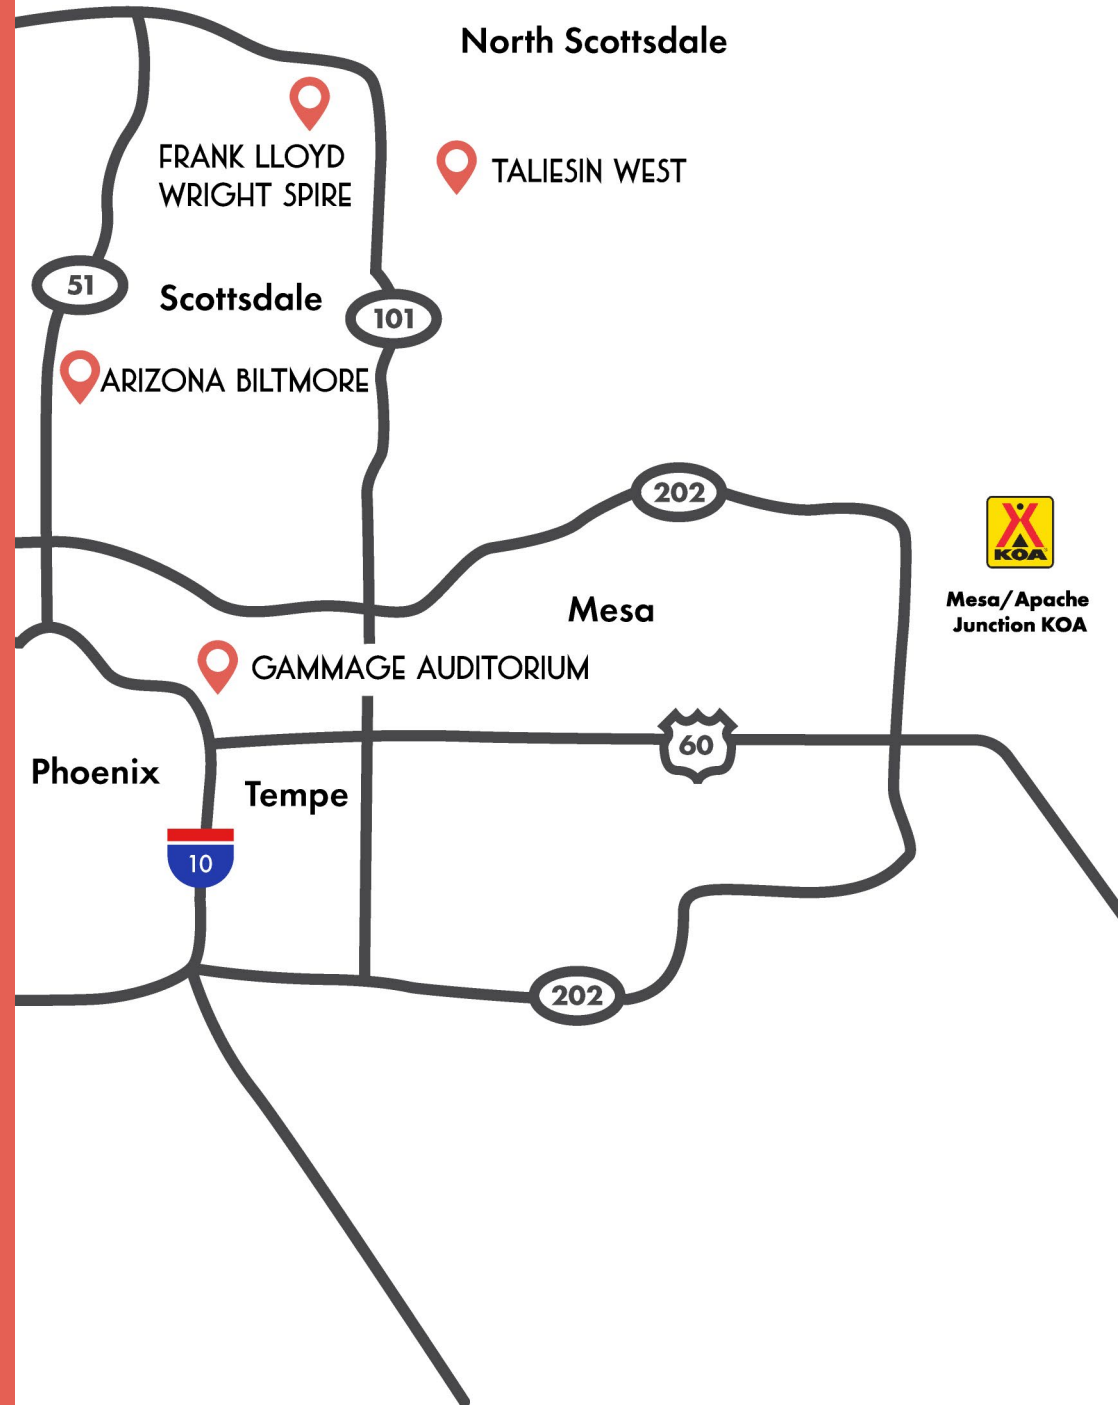 North Scottsdale
FRANK LLOYD
WRIGHT SPIRE
TALIESIN WEST
51
Scottsdale
101
ARIZONA BILTMORE
202
KOA
Mesa/Apache
Junction KOA
Mesa
GAMMAGE AUDITORIUM
60
Phoenix
Tempe
10
202